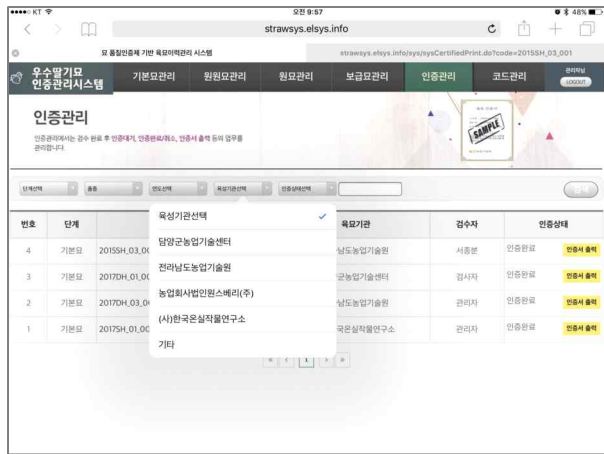 ●●●●○ KT 오전 9:57 48%
strawsys.elsys.info
묘 품질인증제 기반 육묘이력관리 시스템 strawsys.elsys.info/sys/sysCertifiedPrint.do?code=2015SH_03_001
우수딸기묘
인증관리시스템
기본묘관리 원원묘관리 원묘관리 보급묘관리 인증관리 코드관리
관리자님
LOGOUT
인증관리
인증관리에서는 검수 완료 후 인증대기, 인증완료/취소, 인증서 출력 등의 업무를
관리합니다.
SAMPLE
단계선택 품종 연도선택 육성기관선택 인증상태선택 검색
번호 단계 육묘기관 검수자 인증상태
육성기관선택 ✓
담양군농업기술센터
전라남도농업기술원
농업회사법인원스베리(주)
(사)한국온실작물연구소
기타
4 기본묘 2015SH_03_00 남도농업기술원 서종분 인증완료 인증서 출력
3 기본묘 2017DH_01_00 군농업기술센터 검사자 인증완료 인증서 출력
2 기본묘 2017DH_03_00 남도농업기술원 관리자 인증완료 인증서 출력
1 기본묘 2017SH_01_00 국온실작물연구소 관리자 인증완료 인증서 출력
« ‹ 1 › »